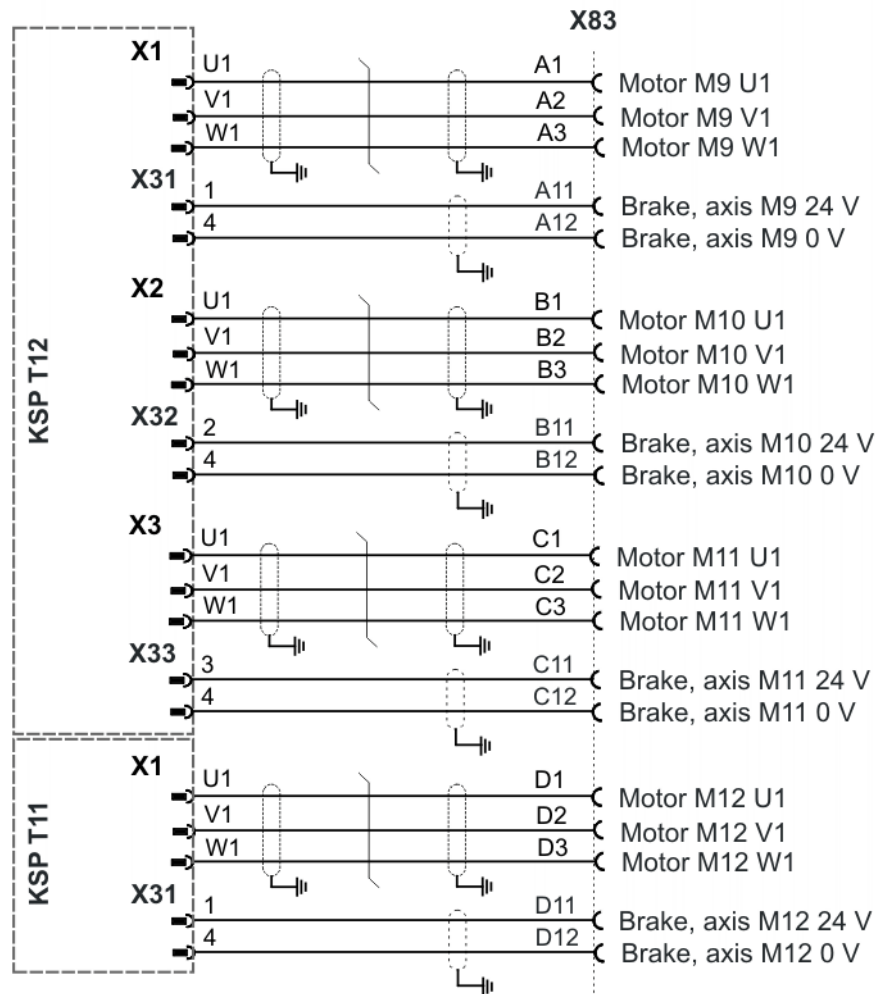 X83
KSP T12
X1
U1 A1 Motor M9 U1
V1 A2 Motor M9 V1
W1 A3 Motor M9 W1
X31
1 A11 Brake, axis M9 24 V
4 A12 Brake, axis M9 0 V
X2
U1 B1 Motor M10 U1
V1 B2 Motor M10 V1
W1 B3 Motor M10 W1
X32
2 B11 Brake, axis M10 24 V
4 B12 Brake, axis M10 0 V
X3
U1 C1 Motor M11 U1
V1 C2 Motor M11 V1
W1 C3 Motor M11 W1
X33
3 C11 Brake, axis M11 24 V
4 C12 Brake, axis M11 0 V
KSP T11
X1
U1 D1 Motor M12 U1
V1 D2 Motor M12 V1
W1 D3 Motor M12 W1
X31
1 D11 Brake, axis M12 24 V
4 D12 Brake, axis M12 0 V